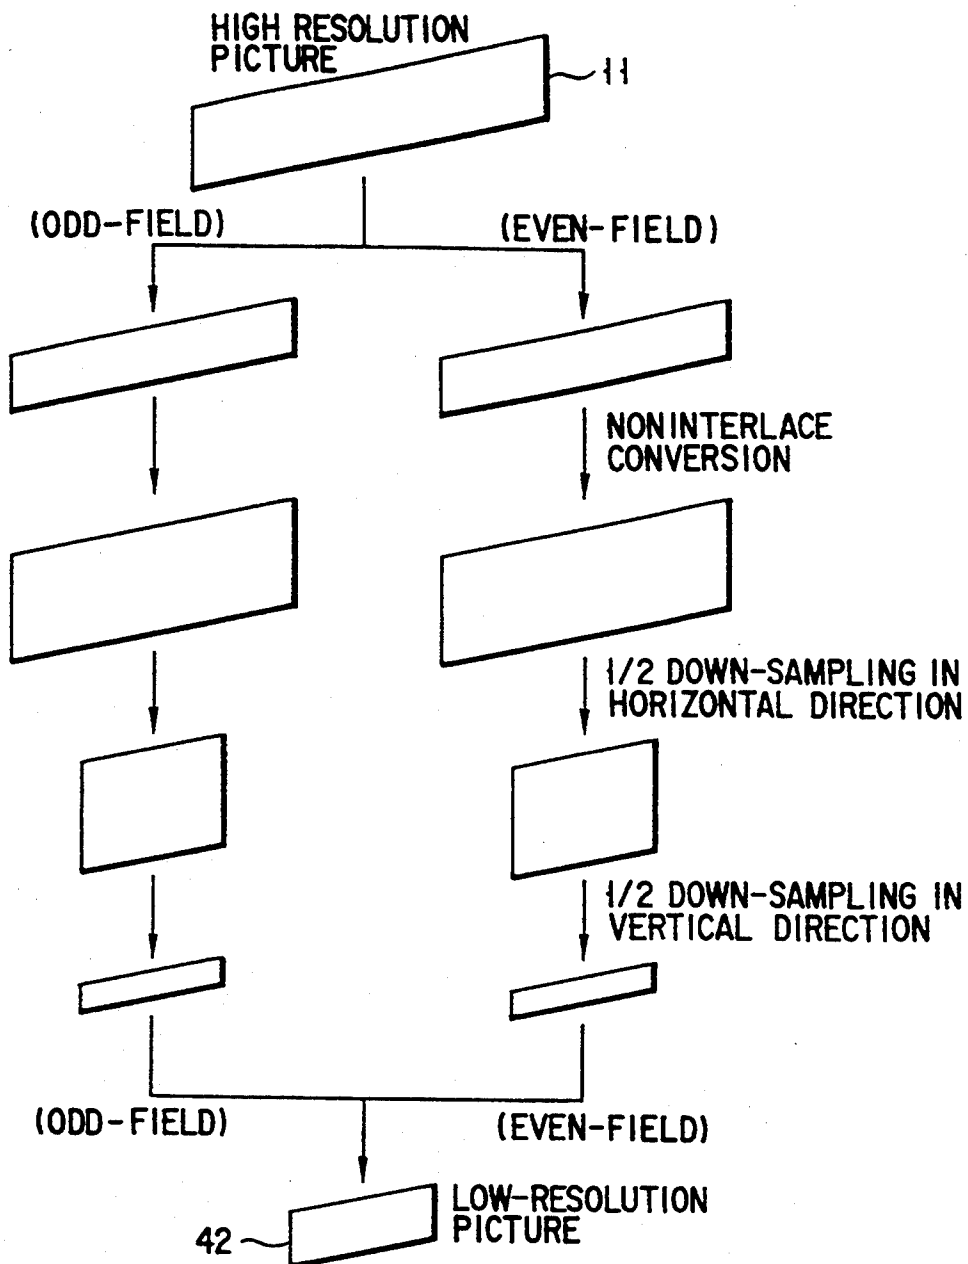 HIGH RESOLUTION
PICTURE
11
(ODD-FIELD)
(EVEN-FIELD)
NONINTERLACE
CONVERSION
1/2 DOWN-SAMPLING IN
HORIZONTAL DIRECTION
1/2 DOWN-SAMPLING IN
VERTICAL DIRECTION
(ODD-FIELD)
(EVEN-FIELD)
LOW-RESOLUTION
PICTURE
42